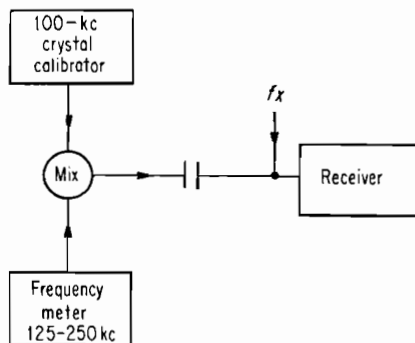 100-kc
crystal
calibrator
fx
Mix
Receiver
Frequency
meter
125-250 kc